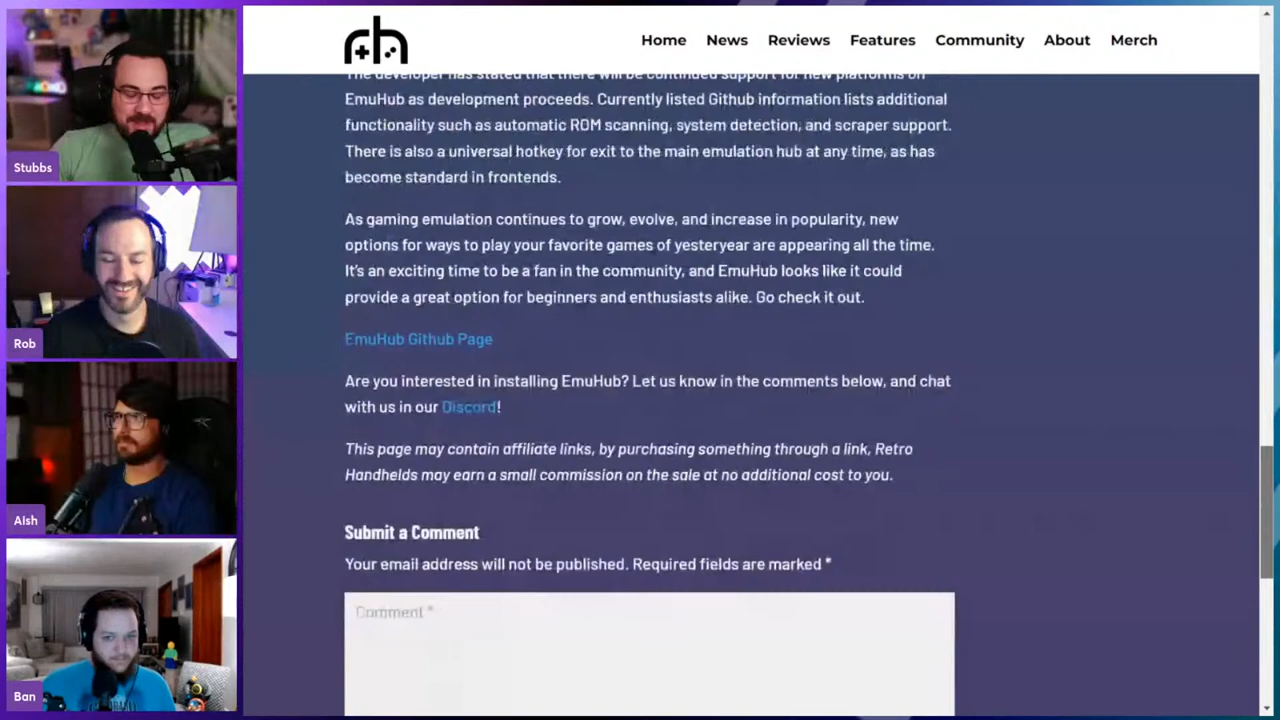 Home News Reviews Features Community About Merch
The developer has stated that there will be continued support for new platforms on
EmuHub as development proceeds. Currently listed Github information lists additional
functionality such as automatic ROM scanning, system detection, and scraper support.
There is also a universal hotkey for exit to the main emulation hub at any time, as has
become standard in frontends.
As gaming emulation continues to grow, evolve, and increase in popularity, new
options for ways to play your favorite games of yesteryear are appearing all the time.
It's an exciting time to be a fan in the community, and EmuHub looks like it could
provide a great option for beginners and enthusiasts alike. Go check it out.
EmuHub Github Page
Are you interested in installing EmuHub? Let us know in the comments below, and chat
with us in our Discord!
This page may contain affiliate links, by purchasing something through a link, Retro
Handhelds may earn a small commission on the sale at no additional cost to you.
Submit a Comment
Your email address will not be published. Required fields are marked *
Comment *
Stubbs
Rob
Aish
Ban